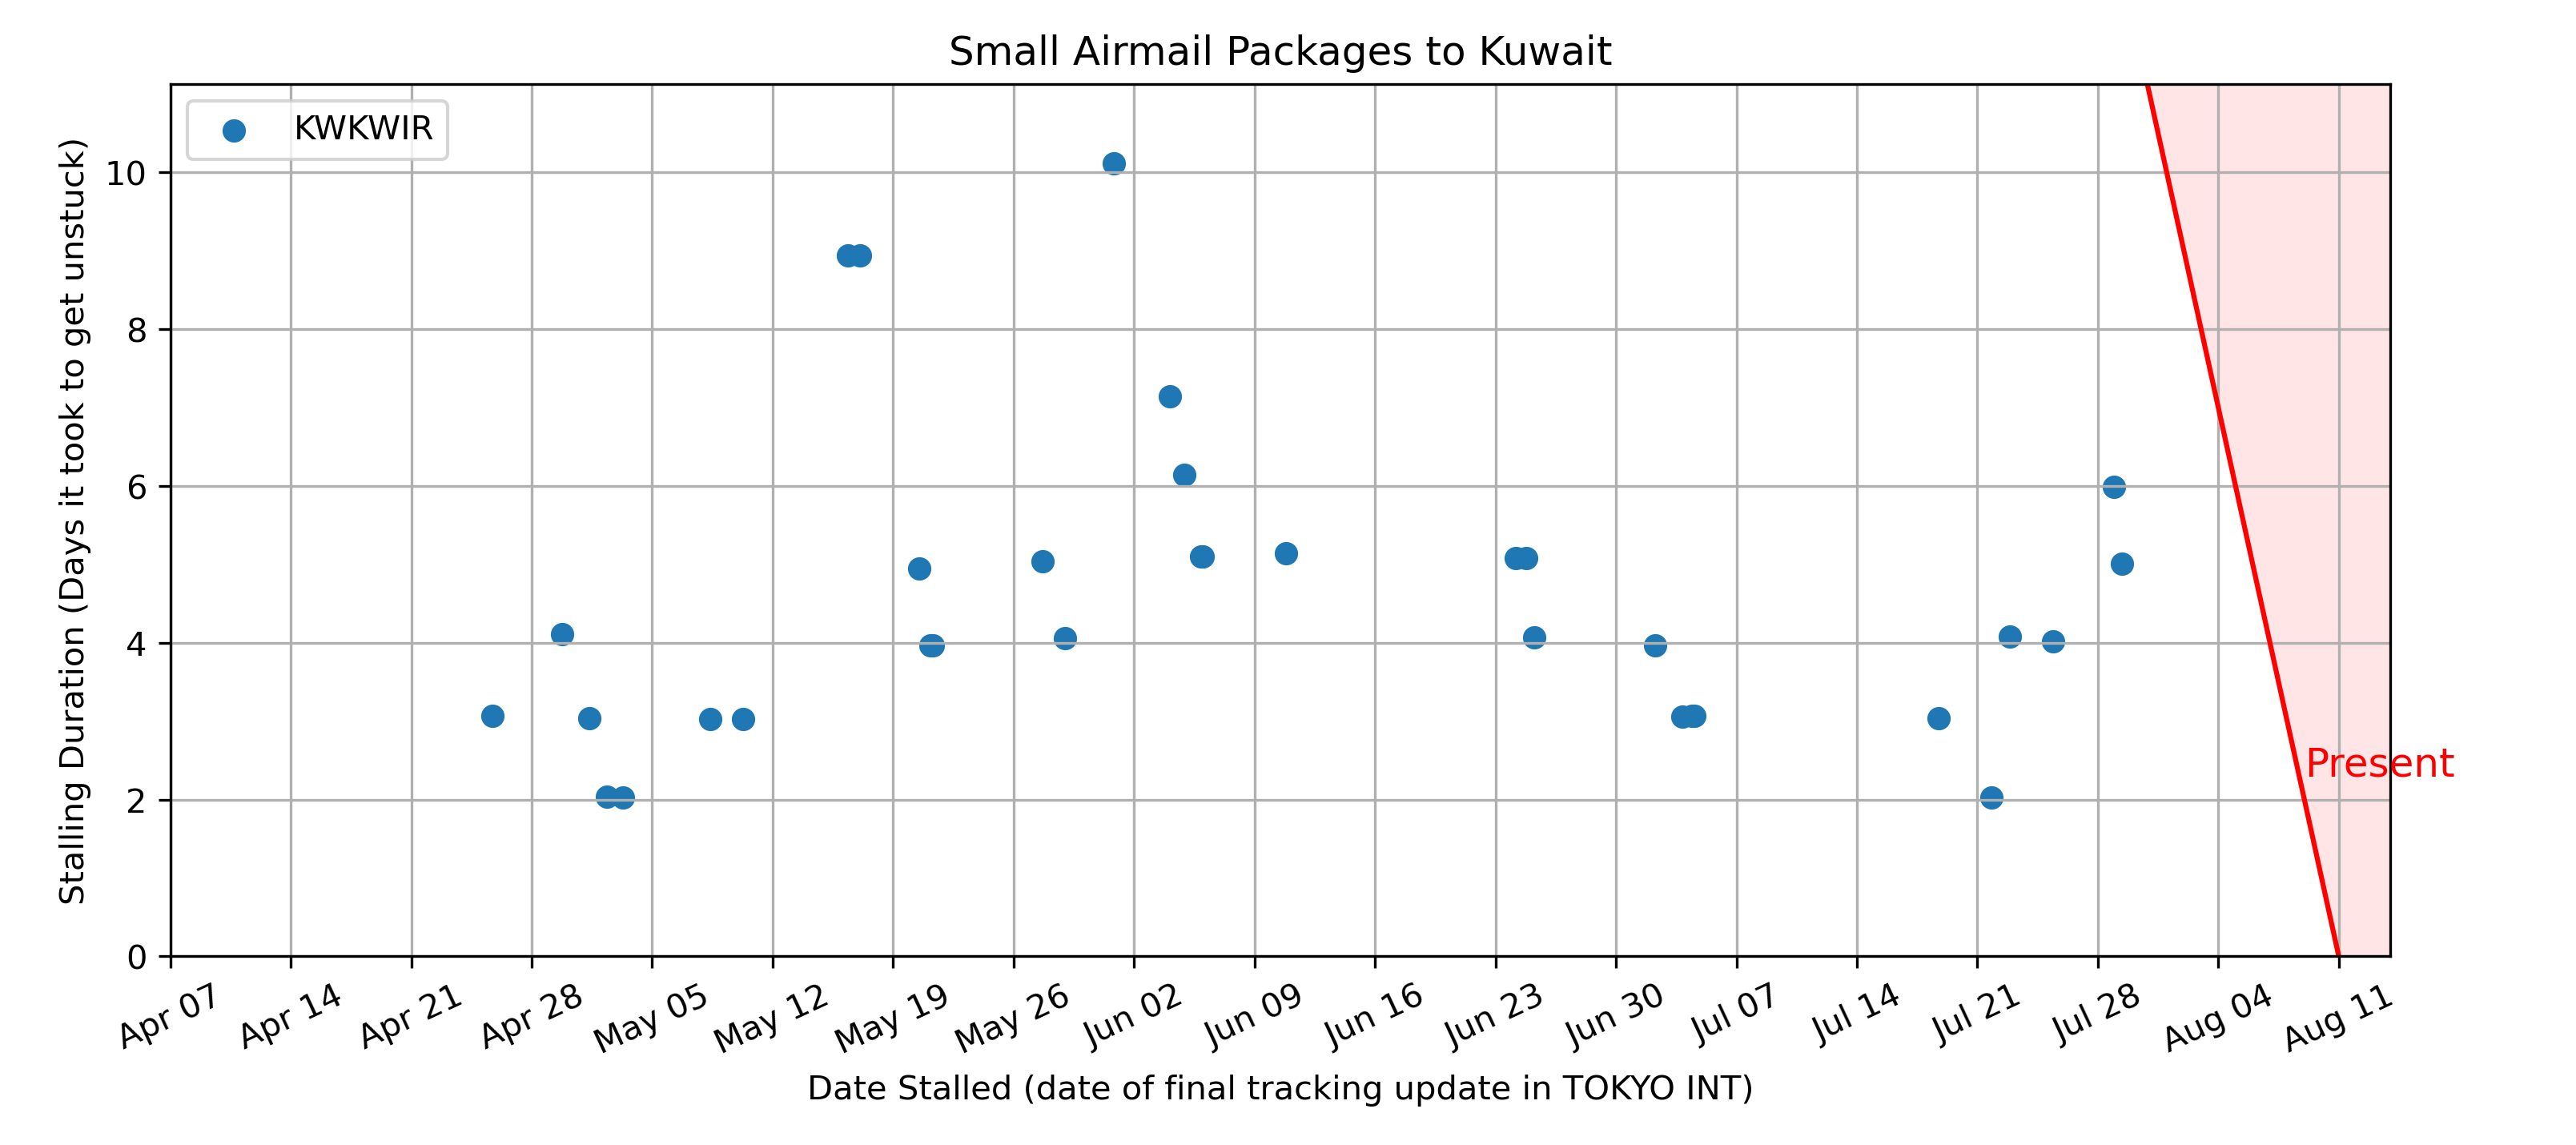 Small Airmail Packages to Kuwait
KWKWIR
Stalling Duration (Days it took to get unstuck)
10
8
6
4
2
0
Present
Apr 07
Apr 14
Apr 21
Apr 28
May 05
May 12
May 19
May 26
Jun 02
Jun 09
Jun 16
Jun 23
Jun 30
Jul 07
Jul 14
Jul 21
Jul 28
Aug 04
Aug 11
Date Stalled (date of final tracking update in TOKYO INT)